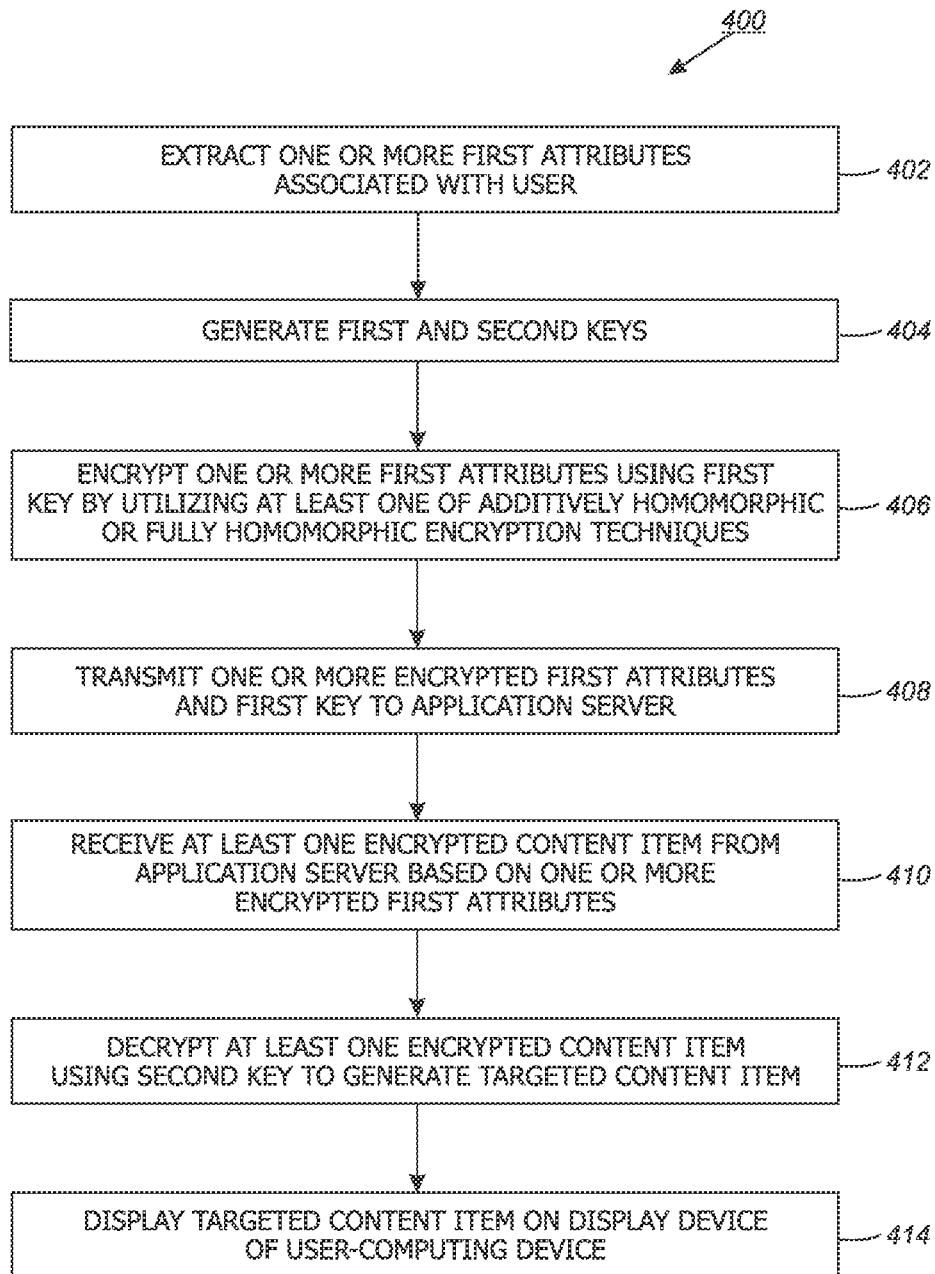 400
EXTRACT ONE OR MORE FIRST ATTRIBUTES
ASSOCIATED WITH USER
402
GENERATE FIRST AND SECOND KEYS
404
ENCRYPT ONE OR MORE FIRST ATTRIBUTES USING FIRST
KEY BY UTILIZING AT LEAST ONE OF ADDITIVELY HOMOMORPHIC
OR FULLY HOMOMORPHIC ENCRYPTION TECHNIQUES
406
TRANSMIT ONE OR MORE ENCRYPTED FIRST ATTRIBUTES
AND FIRST KEY TO APPLICATION SERVER
408
RECEIVE AT LEAST ONE ENCRYPTED CONTENT ITEM FROM
APPLICATION SERVER BASED ON ONE OR MORE
ENCRYPTED FIRST ATTRIBUTES
410
DECRYPT AT LEAST ONE ENCRYPTED CONTENT ITEM
USING SECOND KEY TO GENERATE TARGETED CONTENT ITEM
412
DISPLAY TARGETED CONTENT ITEM ON DISPLAY DEVICE
OF USER-COMPUTING DEVICE
414